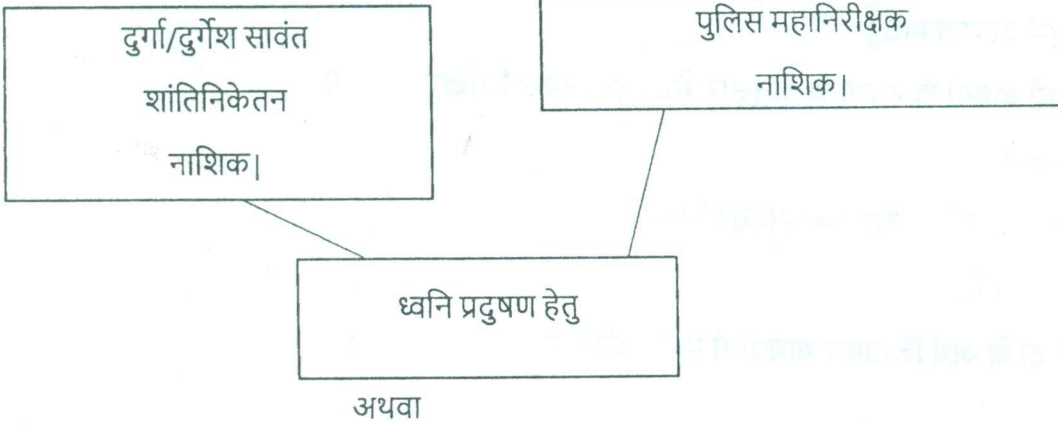 दुर्गा/दुर्गेश सावंत
शांतिनिकेतन
नाशिक|
पुलिस महानिरीक्षक
नाशिक।
ध्वनि प्रदुषण हेतु
अथवा